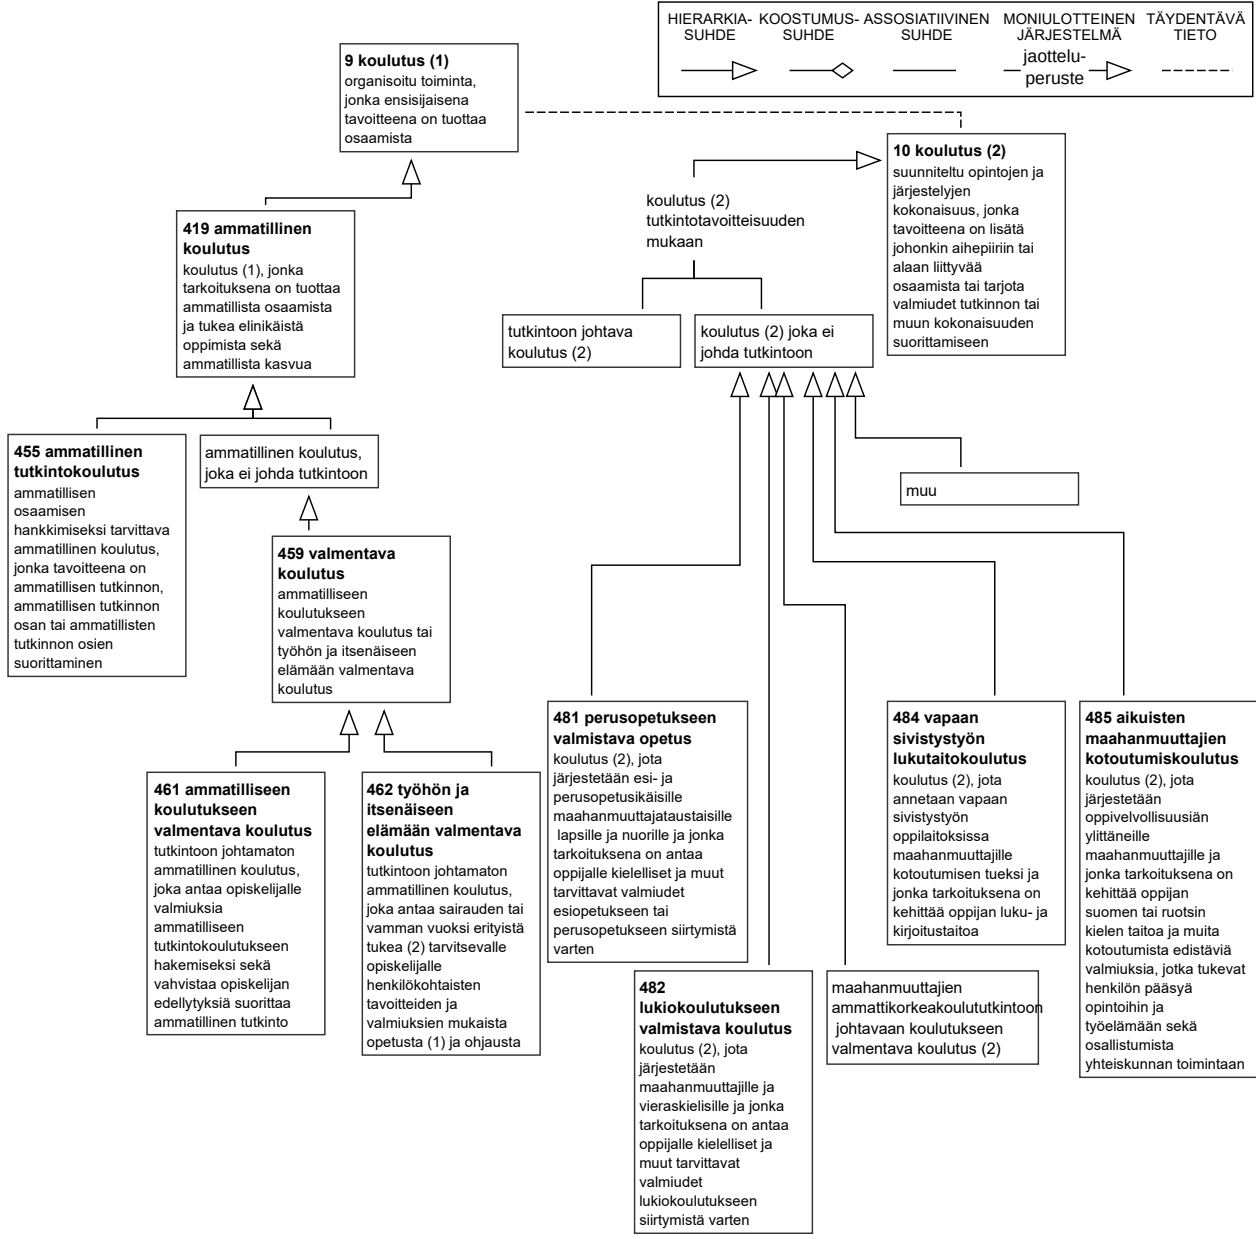 HIERARKIA-
SUHDE
KOOSTUMUS-
SUHDE
ASSOSIATIIVINEN
SUHDE
MONIULOTTEINEN
JÄRJESTELMÄ
jaottelu-
peruste
TÄYDENTÄVÄ
TIETO
9 koulutus (1)
organisoitu toiminta,
jonka ensisijaisena
tavoitteena on tuottaa
osaamista
10 koulutus (2)
suunniteltu opintojen ja
järjestelyjen
kokonaisuus, jonka
tavoitteena on lisätä
johonkin aihepiiriin tai
alaan liittyvää
osaamista tai tarjota
valmiudet tutkinnon tai
muun kokonaisuuden
suorittamiseen
koulutus (2)
tutkintotavoitteisuuden
mukaan
419 ammatillinen
koulutus
koulutus (1), jonka
tarkoituksena on tuottaa
ammatillista osaamista
ja tukea elinikäistä
oppimista sekä
ammatillista kasvua
tutkintoon johtava
koulutus (2)
koulutus (2) joka ei
johda tutkintoon
455 ammatillinen
tutkintokoulutus
ammatillisen
osaamisen
hankkimiseksi tarvittava
ammatillinen koulutus,
jonka tavoitteena on
ammatillisen tutkinnon,
ammatillisen tutkinnon
osan tai ammatillisten
tutkinnon osien
suorittaminen
ammatillinen koulutus,
joka ei johda tutkintoon
muu
459 valmentava
koulutus
ammatilliseen
koulutukseen
valmentava koulutus tai
työhön ja itsenäiseen
elämään valmentava
koulutus
461 ammatilliseen
koulutukseen
valmentava koulutus
tutkintoon johtamaton
ammatillinen koulutus,
joka antaa opiskelijalle
valmiuksia
ammatilliseen
tutkintokoulutukseen
hakemiseksi sekä
vahvistaa opiskelijan
edellytyksiä suorittaa
ammatillinen tutkinto
462 työhön ja
itsenäiseen
elämään valmentava
koulutus
tutkintoon johtamaton
ammatillinen koulutus,
joka antaa sairauden tai
vamman vuoksi erityistä
tukea (2) tarvitsevalle
opiskelijalle
henkilökohtaisten
tavoitteiden ja
valmiuksien mukaista
opetusta (1) ja ohjausta
481 perusopetukseen
valmistava opetus
koulutus (2), jota
järjestetään esi- ja
perusopetusikäisille
maahanmuuttajataustaisille
lapsille ja nuorille ja jonka
tarkoituksena on antaa
oppijalle kielelliset ja muut
tarvittavat valmiudet
esiopetukseen tai
perusopetukseen siirtymistä
varten
482
lukiokoulutukseen
valmistava koulutus
koulutus (2), jota
järjestetään
maahanmuuttajille ja
vieraskielisille ja jonka
tarkoituksena on antaa
oppijalle kielelliset ja
muut tarvittavat
valmiudet
lukiokoulutukseen
siirtymistä varten
maahanmuuttajien
ammattikorkeakoulututkintoon
johtavaan koulutukseen
valmentava koulutus (2)
484 vapaan
sivistystyön
lukutaitokoulutus
koulutus (2), jota
annetaan vapaan
sivistystyön
oppilaitoksissa
maahanmuuttajille
kotoutumisen tueksi ja
jonka tarkoituksena on
kehittää oppijan luku- ja
kirjoitustaitoa
485 aikuisten
maahanmuuttajien
kotoutumiskoulutus
koulutus (2), jota
järjestetään
oppivelvollisuusiän
ylittäneille
maahanmuuttajille ja
jonka tarkoituksena on
kehittää oppijan
suomen tai ruotsin
kielen taitoa ja muita
kotoutumista edistäviä
valmiuksia, jotka tukevat
henkilön pääsyä
opintoihin ja
työelämään sekä
osallistumista
yhteiskunnan toimintaan